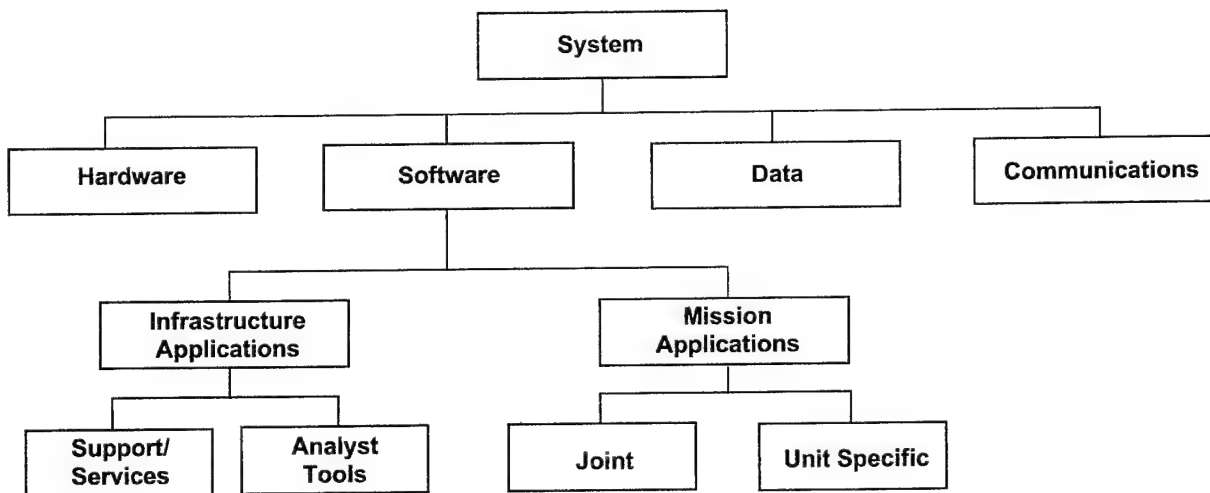 System
Hardware
Software
Data
Communications
Infrastructure
Applications
Mission
Applications
Support/
Services
Analyst
Tools
Joint
Unit Specific